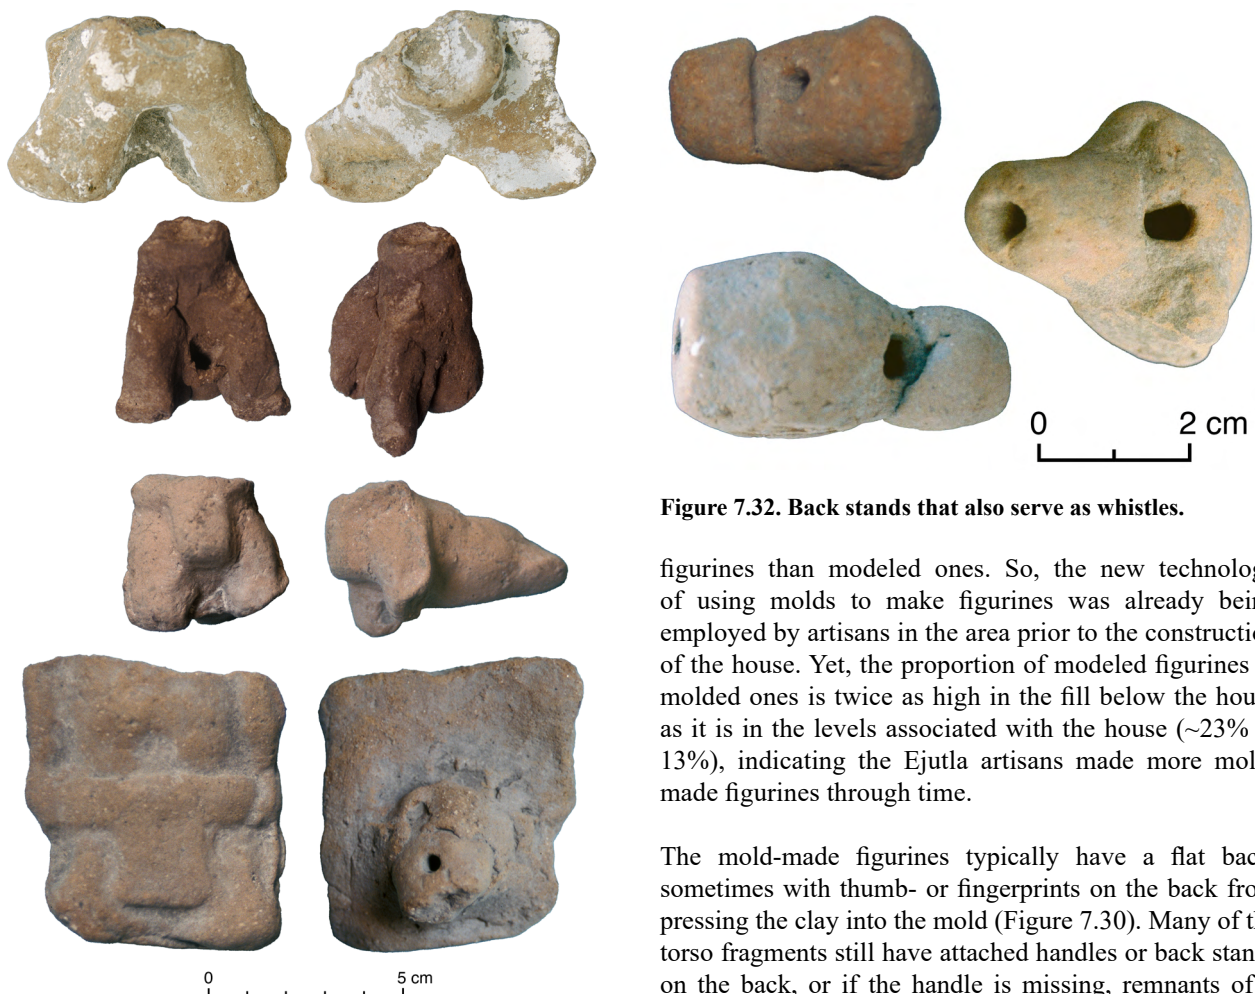 0 5 cm
0 2 cm
Figure 7.32. Back stands that also serve as whistles.
figurines than modeled ones. So, the new technolog
of using molds to make figurines was already bein
employed by artisans in the area prior to the constructio
of the house. Yet, the proportion of modeled figurines
molded ones is twice as high in the fill below the hou
as it is in the levels associated with the house (~23%
13%), indicating the Ejutla artisans made more mol
made figurines through time.
The mold-made figurines typically have a flat bac
sometimes with thumb- or fingerprints on the back fro
pressing the clay into the mold (Figure 7.30). Many of th
torso fragments still have attached handles or back stan
on the back, or if the handle is missing, remnants of